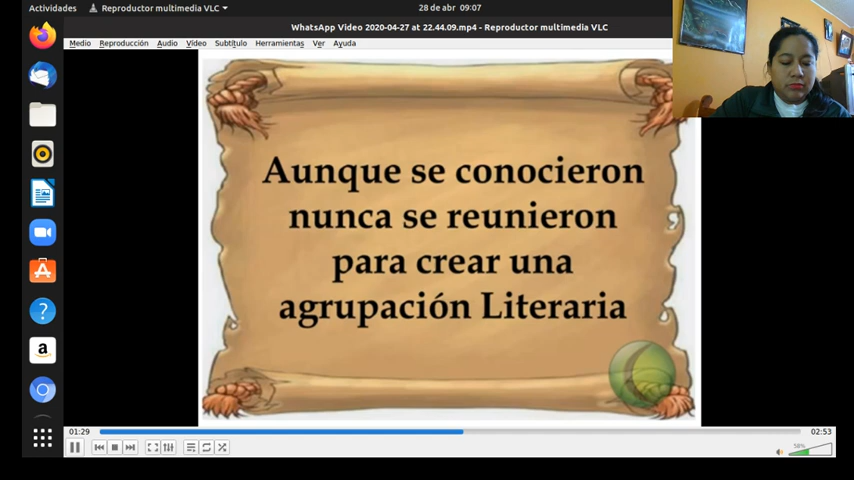 Actividades
Reproductor multimedia VLC
28 de abr 09:07
WhatsApp Video 2020-04-27 at 22.44.09.mp4 - Reproductor multimedia VLC
Medio Reproducción Audio Vídeo Subtítulo Herramientas Ver Ayuda
Aunque se conocieron
nunca se reunieron
para crear una
agrupación Literaria
01:29
02:53
58%